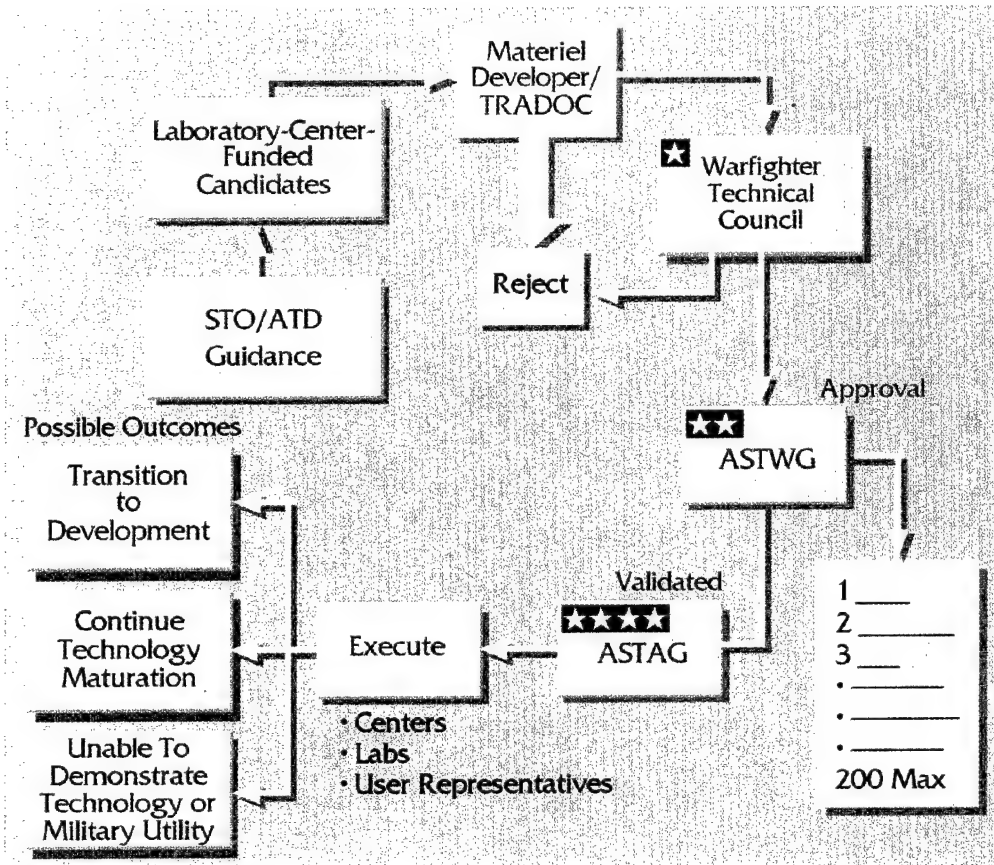 Materiel
Developer/
TRADOC
Laboratory-Center-
Funded
Candidates
Warfighter
Technical
Council
Reject
STO/ATD
Guidance
Approval
ASTWG
Possible Outcomes
Transition
to
Development
Validated
ASTAG
Execute
Continue
Technology
Maturation
• Centers
• Labs
• User Representatives
Unable To
Demonstrate
Technology or
Military Utility
1
2
3
•
•
•
200 Max